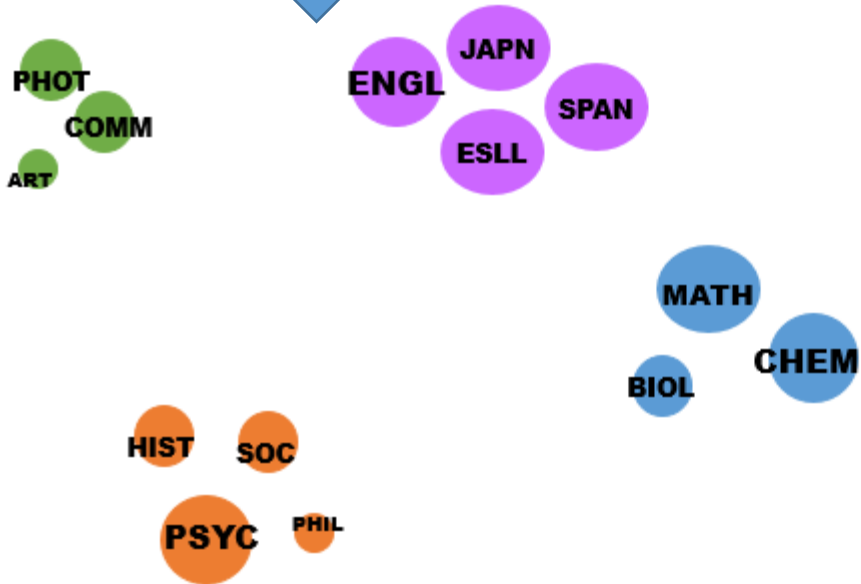 PHOT
COMM
ART
ENGL
JAPN
SPAN
ESLL
MATH
CHEM
BIOL
HIST
SOC
PSYC
PHIL